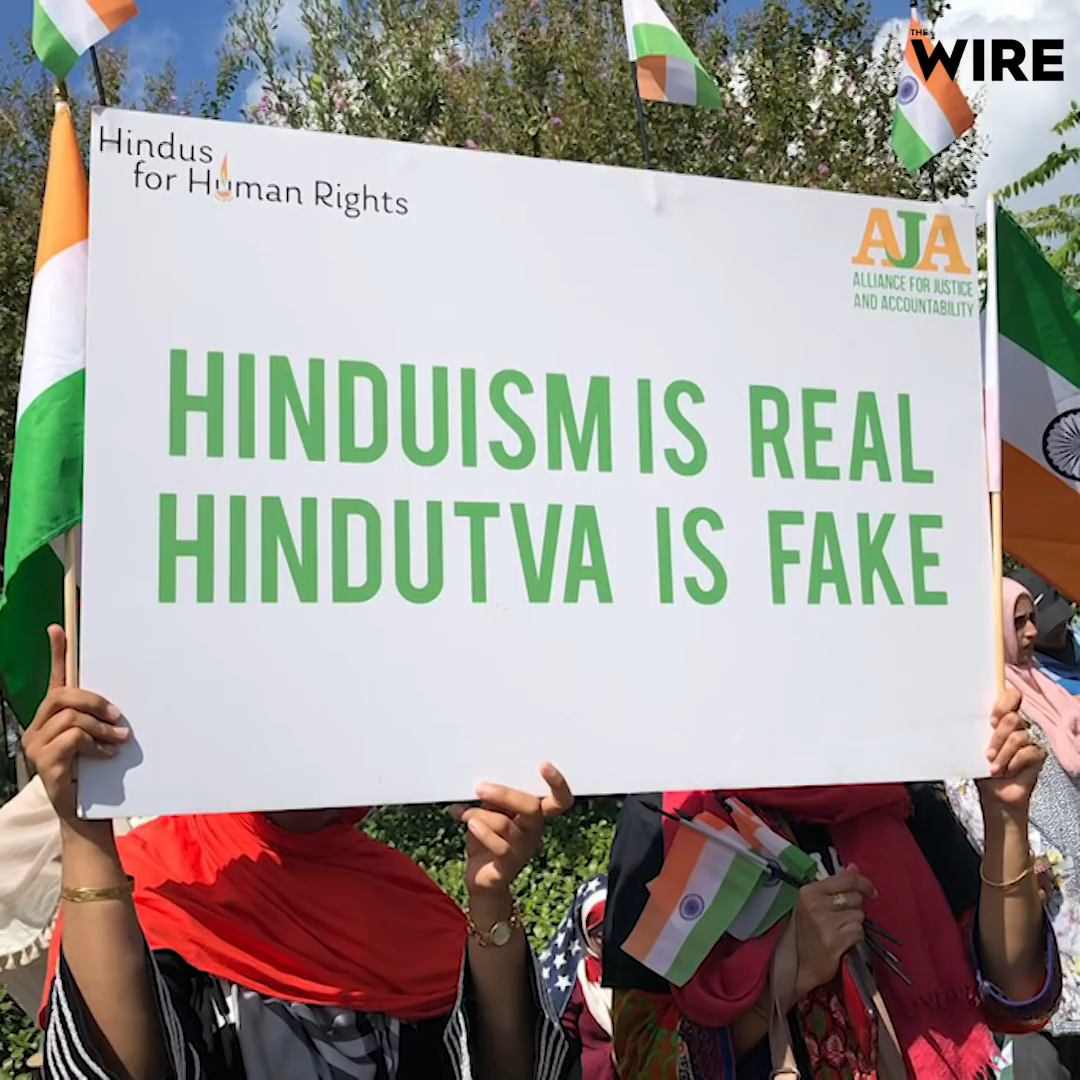 THE
WIRE
Hindus
for Human Rights
AJA
ALLIANCE FOR JUSTICE
AND ACCOUNTABILITY
HINDUISM IS REAL
HINDUTVA IS FAKE